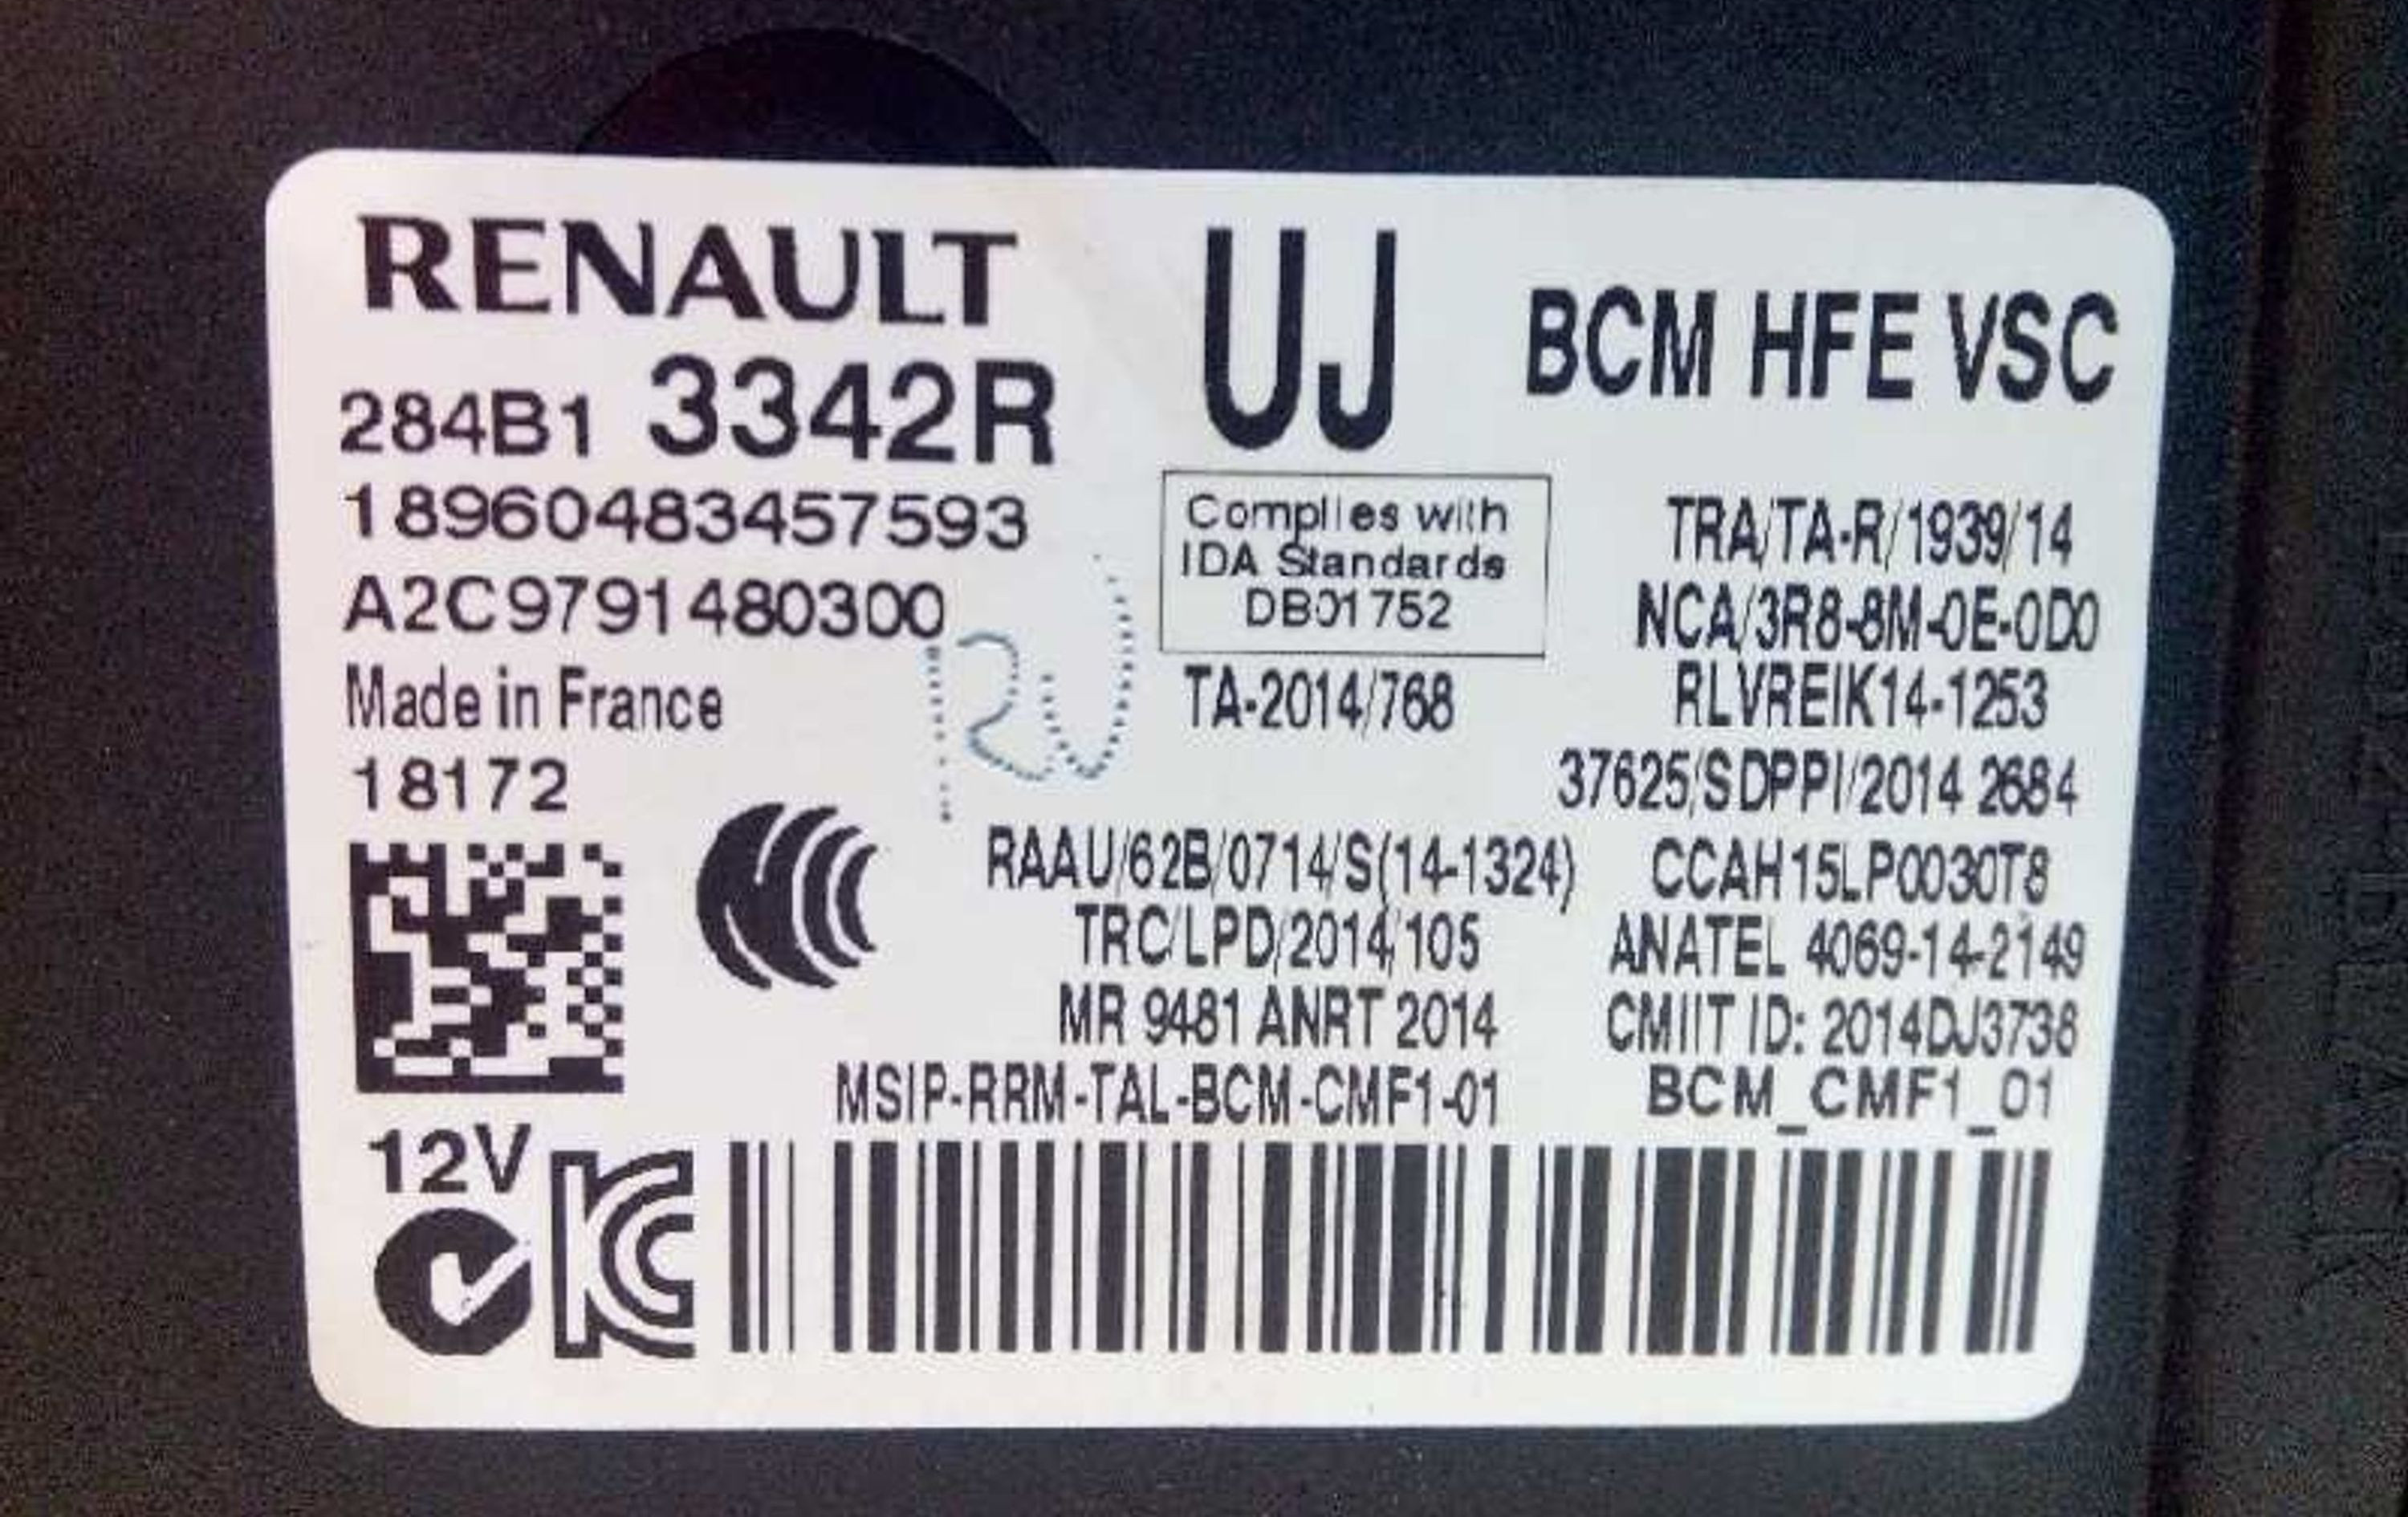 RENAULT
284B1 3342R
18960483457593
A2C9791480300
Made in France
18172
12V
UJ
BCM HFE VSC
Complies with
IDA Standards
DB01752
TA-2014/768
TRA/TA-R/1939/14
NCA/3R8-8M-0E-0D0
RLVREIK14-1253
37625/SDPPI/2014 2684
RAAU/62B/0714/S(14-1324)
CCAH15LP0030T8
TRC/LPD/2014/105
ANATEL 4069-14-2149
MR 9481 ANRT 2014
CMIIT ID: 2014DJ3738
MSIP-RRM-TAL-BCM-CMF1-01
BCM_CMF1_01